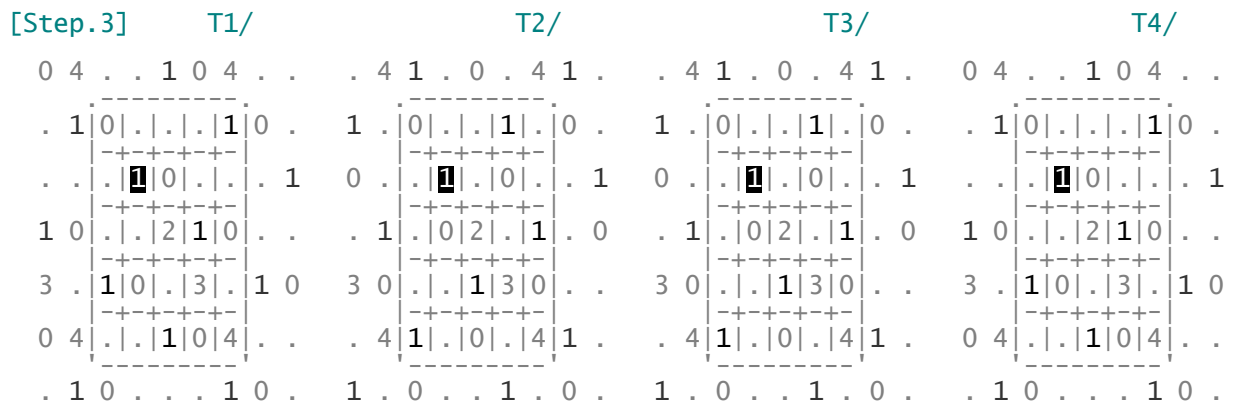 [Step.3] T1/ T2/ T3/ T4/
0 4 . . 1 0 4 . . . 4 1 . 0 . 4 1 . . 4 1 . 0 . 4 1 . 0 4 . . 1 0 4 . .
.---------. .---------. .---------. .---------.
. 1|0|.|.|.|1|0 . 1 .|0|.|.|1|.|0 . 1 .|0|.|.|1|.|0 . . 1|0|.|.|.|1|0 .
|-+-+-+-+-| |-+-+-+-+-| |-+-+-+-+-| |-+-+-+-+-|
. .|.|1|0|.|.|. 1 0 .|.|1|.|0|.|. 1 0 .|.|1|.|0|.|. 1 . .|.|1|0|.|.|. 1
|-+-+-+-+-| |-+-+-+-+-| |-+-+-+-+-| |-+-+-+-+-|
1 0|.|.|2|1|0|. . . 1|.|0|2|.|1|. 0 . 1|.|0|2|.|1|. 0 1 0|.|.|2|1|0|. .
|-+-+-+-+-| |-+-+-+-+-| |-+-+-+-+-| |-+-+-+-+-|
3 .|1|0|.|3|.|1 0 3 0|.|.|1|3|0|. . 3 0|.|.|1|3|0|. . 3 .|1|0|.|3|.|1 0
|-+-+-+-+-| |-+-+-+-+-| |-+-+-+-+-| |-+-+-+-+-|
0 4|.|.|1|0|4|. . . 4|1|.|0|.|4|1 . . 4|1|.|0|.|4|1 . 0 4|.|.|1|0|4|. .
'---------' '---------' '---------' '---------'
. 1 0 . . . 1 0 . 1 . 0 . . 1 . 0 . 1 . 0 . . 1 . 0 . . 1 0 . . . 1 0 .